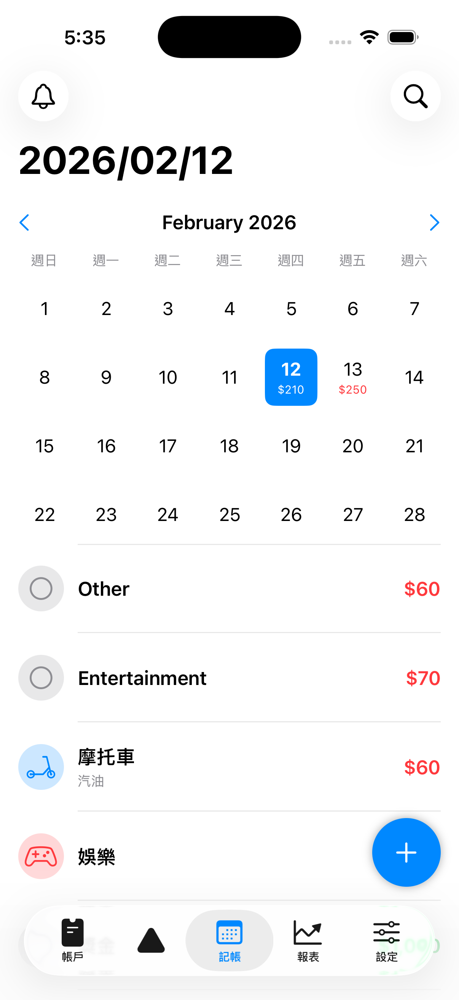 5:35
2026/02/12
February 2026
週日 週一 週二 週三 週四 週五 週六
1 2 3 4 5 6 7
8 9 10 11 12 13 14
$210 $250
15 16 17 18 19 20 21
22 23 24 25 26 27 28
Other $60
Entertainment $70
摩托車
汽油
$60
娛樂
帳戶 記帳 報表 設定